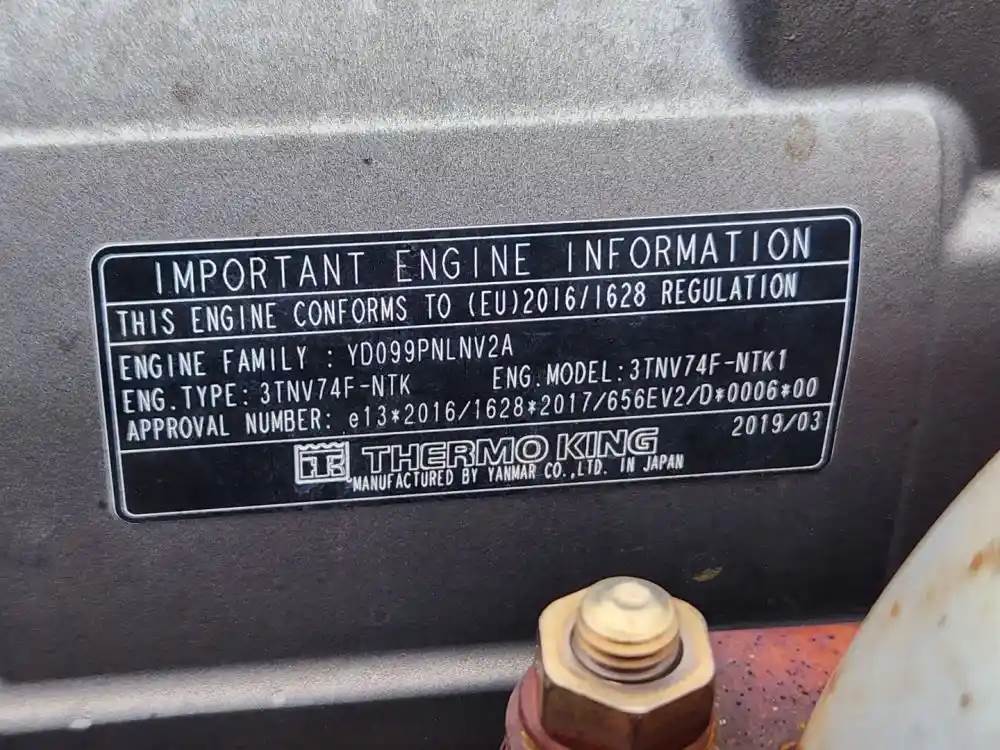 IMPORTANT ENGINE INFORMATION
THIS ENGINE CONFORMS TO (EU)2016/1628 REGULATION
ENGINE FAMILY : YD099PNLNV2A
ENG.TYPE: 3TNV74F-NTK ENG.MODEL:3TNV74F-NTK1
APPROVAL NUMBER: e13*2016/1628*2017/656EV2/D*0006*00
TK THERMO KING 2019/03
MANUFACTURED BY YANMAR CO.,LTD. IN JAPAN